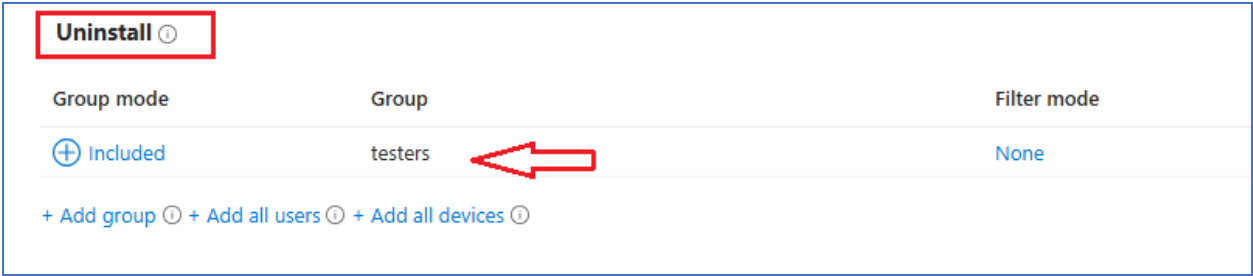 Uninstall
Group mode Group Filter mode
Included testers None
+ Add group + Add all users + Add all devices